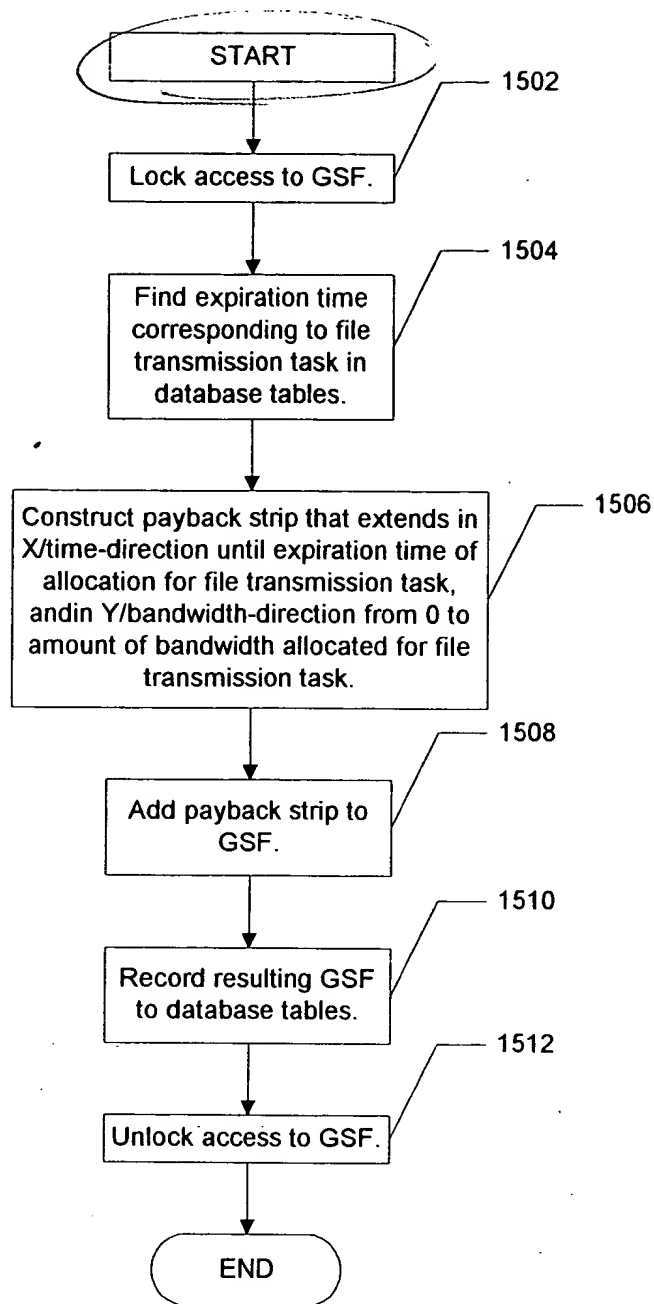 START
1502
Lock access to GSF.
1504
Find expiration time
corresponding to file
transmission task in
database tables.
1506
Construct payback strip that extends in
X/time-direction until expiration time of
allocation for file transmission task,
andin Y/bandwidth-direction from 0 to
amount of bandwidth allocated for file
transmission task.
1508
Add payback strip to
GSF.
1510
Record resulting GSF
to database tables.
1512
Unlock access to GSF.
END